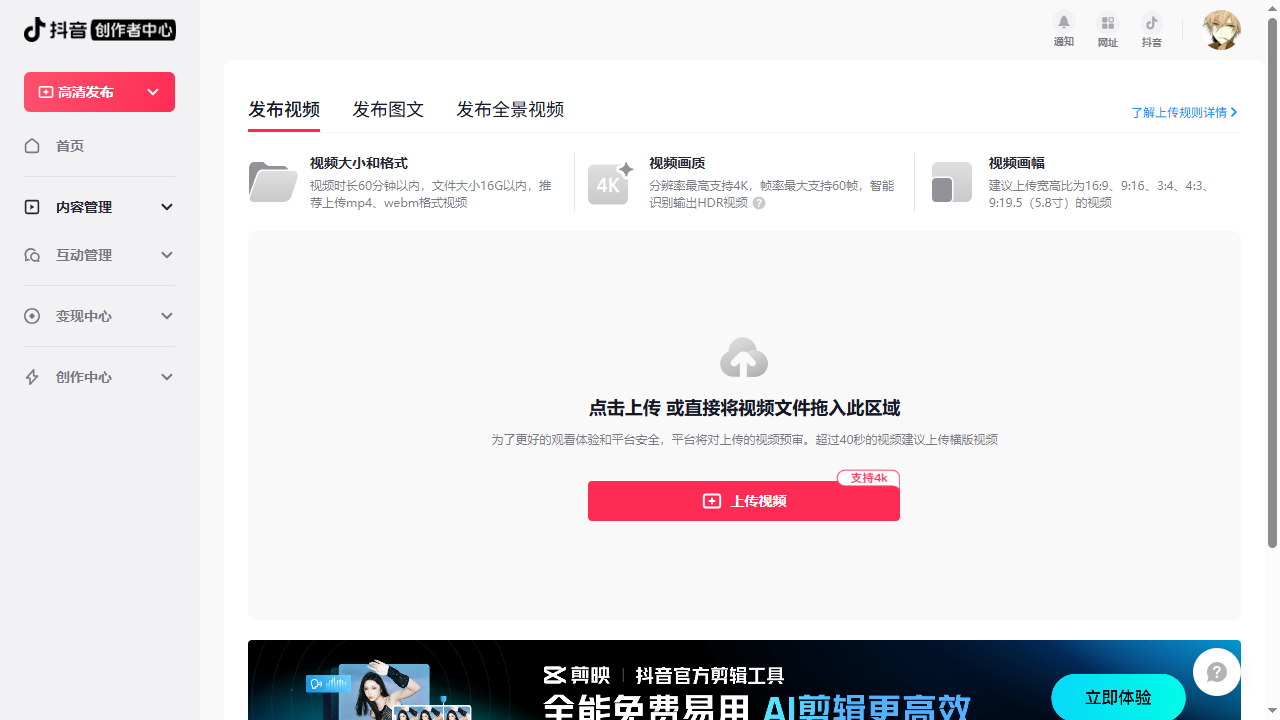 抖音 创作者中心
通知
网址
抖音
高清发布
首页
内容管理
互动管理
变现中心
创作中心
发布视频
发布图文
发布全景视频
了解上传规则详情
视频大小和格式
视频时长60分钟以内，文件大小16G以内，推
荐上传mp4、webm格式视频
4K
视频画质
分辨率最高支持4K，帧率最大支持60帧，智能
识别输出HDR视频
视频画幅
建议上传宽高比为16:9、9:16、3:4、4:3、
9:19.5（5.8寸）的视频
点击上传 或直接将视频文件拖入此区域
为了更好的观看体验和平台安全，平台将对上传的视频预审。超过40秒的视频建议上传横版视频
支持4k
上传视频
剪映 | 抖音官方剪辑工具
全能免费易用 AI剪辑更高效
立即体验